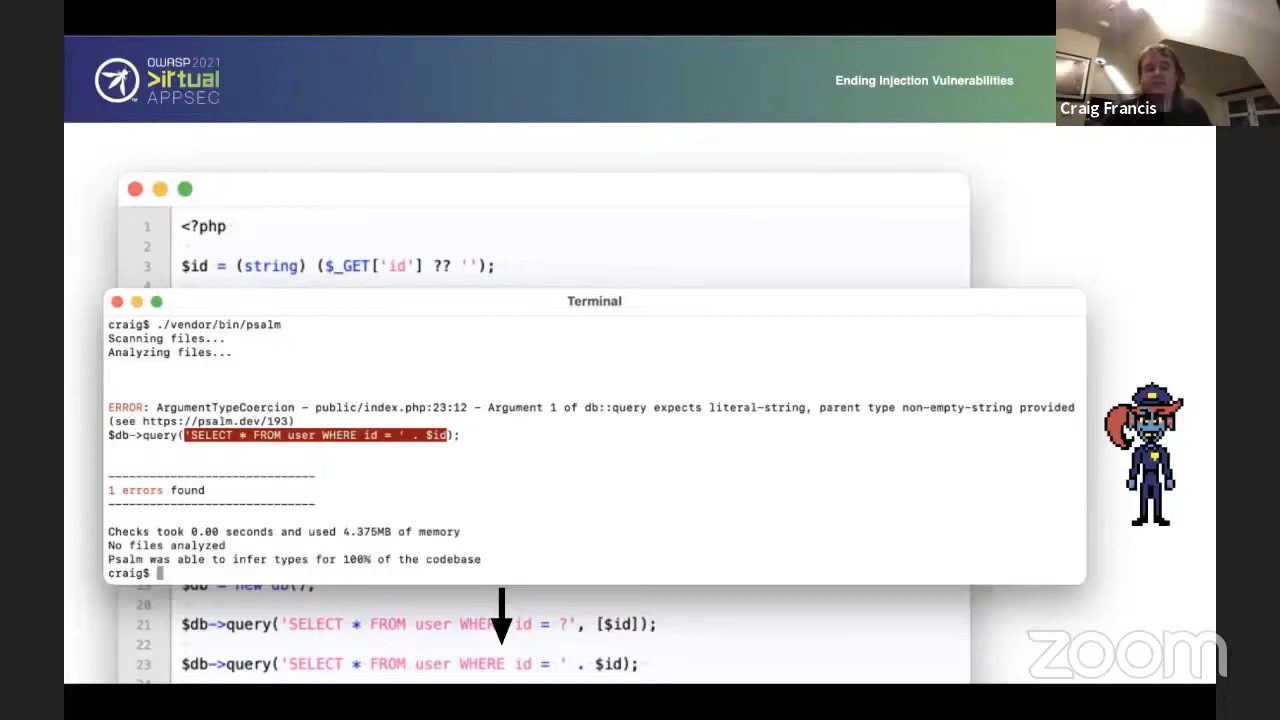 OWASP 2021
Virtual
APPSEC
Ending Injection Vulnerabilities
Craig Francis
1 <?php
2
3 $id = (string) ($_GET['id'] ?? '');
Terminal
craig$ ./vendor/bin/psalm
Scanning files...
Analyzing files...
ERROR: ArgumentTypeCoercion - public/index.php:23:12 - Argument 1 of db::query expects literal-string, parent type non-empty-string provided
(see https://psalm.dev/193)
$db->query('SELECT * FROM user WHERE id = ' . $id);
------------------------------
1 errors found
------------------------------
Checks took 0.00 seconds and used 4.375MB of memory
No files analyzed
Psalm was able to infer types for 100% of the codebase
craig$
$db = new db();
20
21 $db->query('SELECT * FROM user WHERE id = ?', [$id]);
22
23 $db->query('SELECT * FROM user WHERE id = ' . $id);
zoom